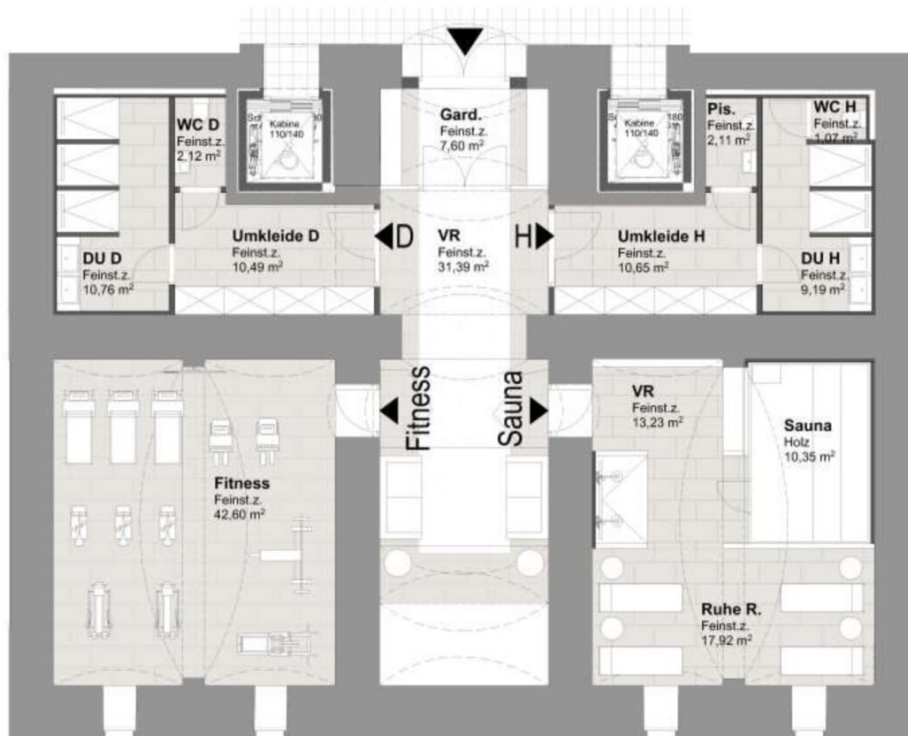 WC D
Feinst.z.
2,12 m²
Kabine
110/140
Gard.
Feinst.z.
7,60 m²
Kabine
110/140
Pis.
Feinst.z.
2,11 m²
WC H
Feinst.z.
1,07 m²
DU D
Feinst.z.
10,76 m²
Umkleide D
Feinst.z.
10,49 m²
D
VR
Feinst.z.
31,39 m²
H
Umkleide H
Feinst.z.
10,65 m²
DU H
Feinst.z.
9,19 m²
Fitness
Sauna
Fitness
Feinst.z.
42,60 m²
VR
Feinst.z.
13,23 m²
Sauna
Holz
10,35 m²
Ruhe R.
Feinst.z.
17,92 m²